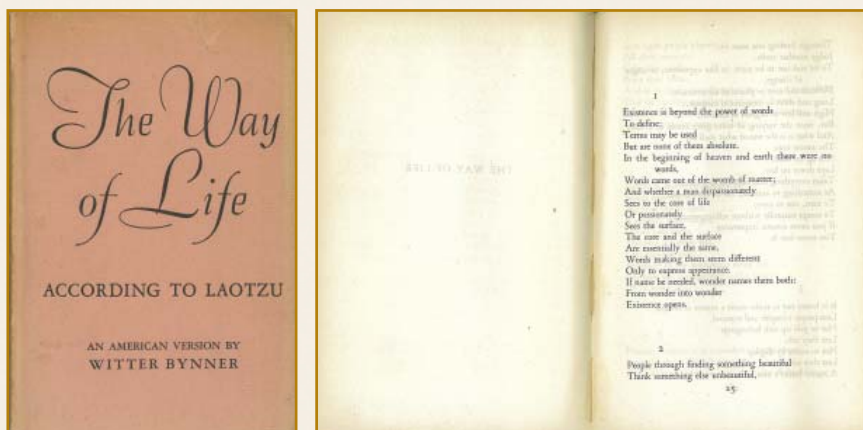 The Way
of Life
ACCORDING TO LAOTZU
AN AMERICAN VERSION BY
WITTER BYNNER
THE WAY OF LIFE
1
Existence is beyond the power of words
To define:
Terms may be used
But are none of them absolute.
In the beginning of heaven and earth there were no
words,
Words came out of the womb of matter;
And whether a man dispassionately
Sees to the core of life
Or passionately
Sees the surface,
The core and the surface
Are essentially the same,
Words making them seem different
Only to express appearance.
If name be needed, wonder names them both:
From wonder into wonder
Existence opens.
2
People through finding something beautiful
Think something else unbeautiful,
25